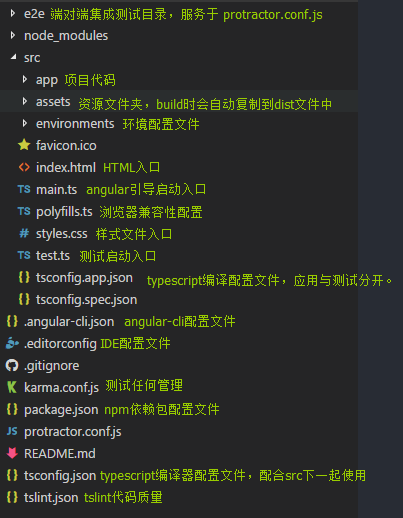 e2e 端对端集成测试目录，服务于 protractor.conf.js
node_modules
src
app 项目代码
assets 资源文件夹，build时会自动复制到dist文件中
environments 环境配置文件
favicon.ico
<> index.html HTML入口
TS main.ts angular引导启动入口
TS polyfills.ts 浏览器兼容性配置
# styles.css 样式文件入口
TS test.ts 测试启动入口
{} tsconfig.app.json typescript编译配置文件，应用与测试分开。
{} tsconfig.spec.json
{} .angular-cli.json angular-cli配置文件
.editorconfig IDE配置文件
.gitignore
karma.conf.js 测试任何管理
{} package.json npm依赖包配置文件
JS protractor.conf.js
README.md
{} tsconfig.json typescript编译器配置文件，配合src下一起使用
{} tslint.json tslint代码质量